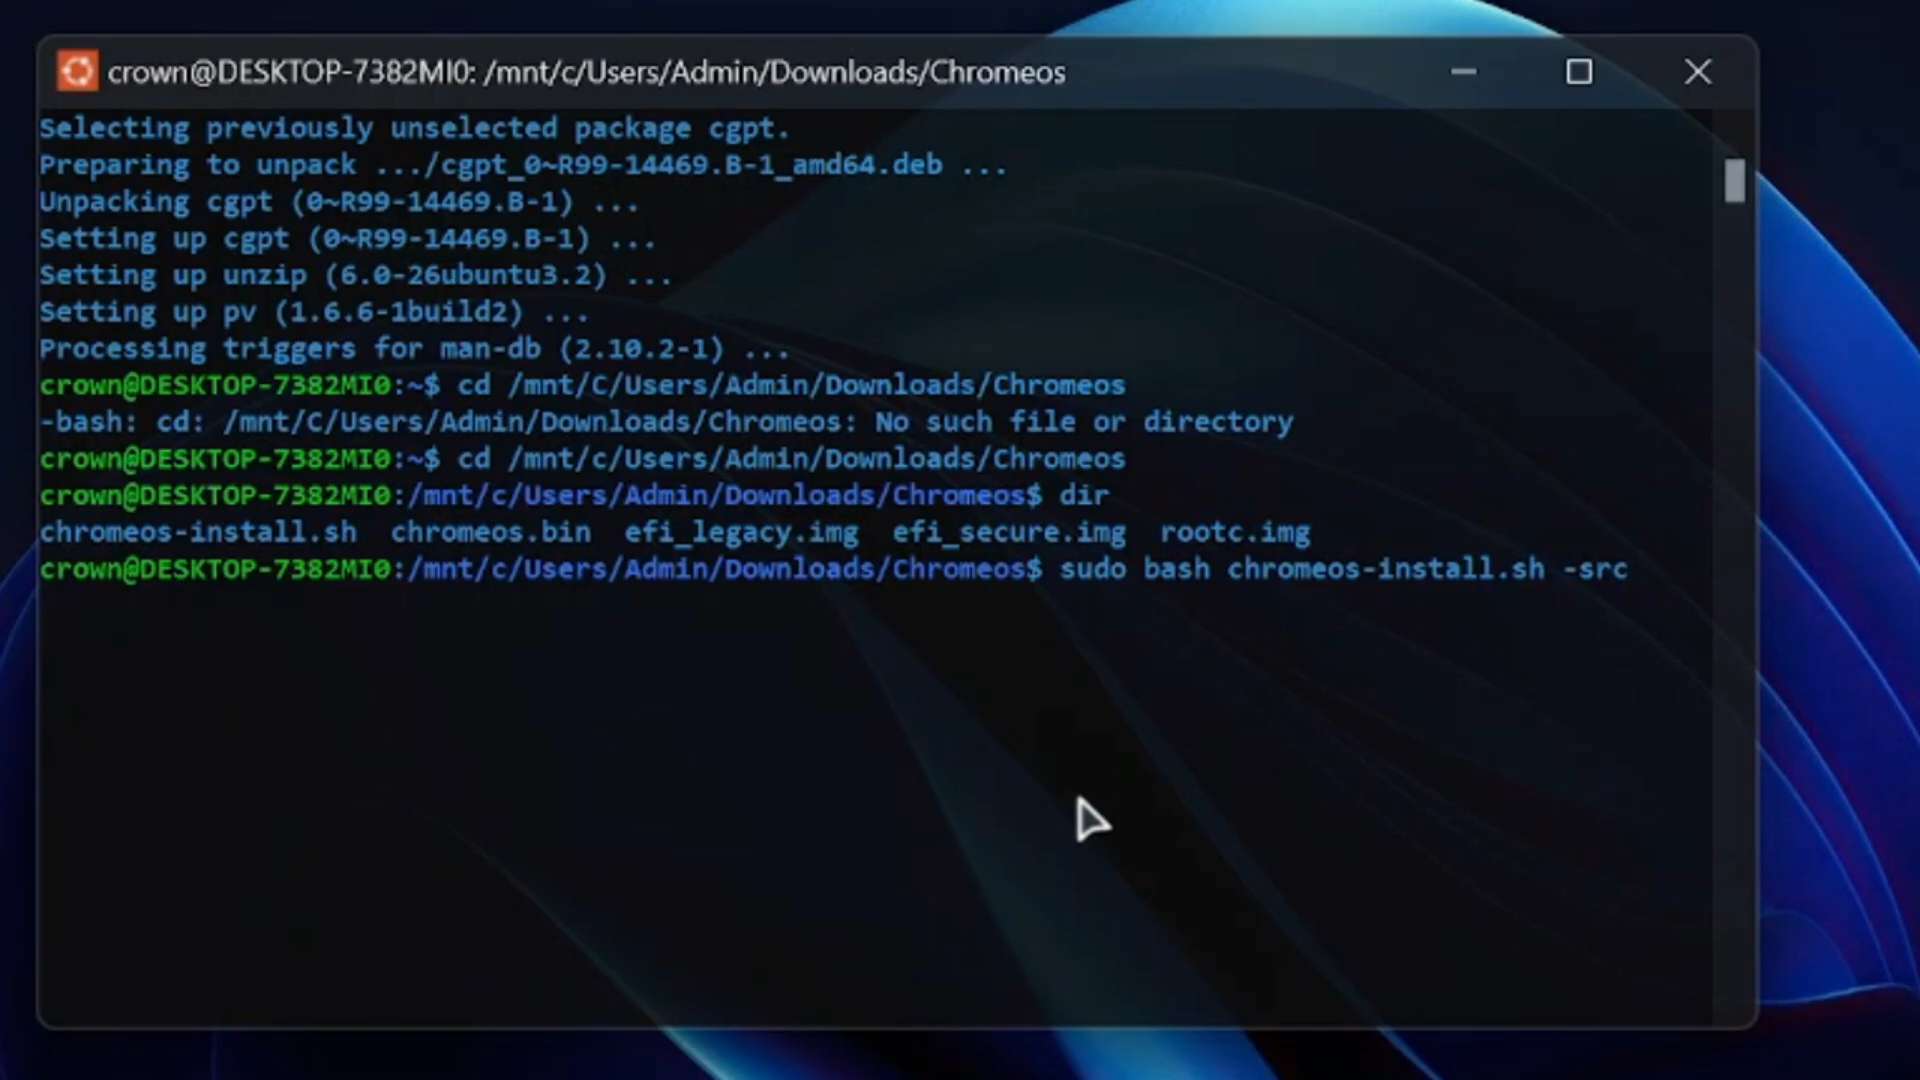 crown@DESKTOP-7382MI0: /mnt/c/Users/Admin/Downloads/Chromeos
Selecting previously unselected package cgpt.
Preparing to unpack .../cgpt_0~R99-14469.B-1_amd64.deb ...
Unpacking cgpt (0~R99-14469.B-1) ...
Setting up cgpt (0~R99-14469.B-1) ...
Setting up unzip (6.0-26ubuntu3.2) ...
Setting up pv (1.6.6-1build2) ...
Processing triggers for man-db (2.10.2-1) ...
crown@DESKTOP-7382MI0:~$ cd /mnt/C/Users/Admin/Downloads/Chromeos
-bash: cd: /mnt/C/Users/Admin/Downloads/Chromeos: No such file or directory
crown@DESKTOP-7382MI0:~$ cd /mnt/c/Users/Admin/Downloads/Chromeos
crown@DESKTOP-7382MI0:/mnt/c/Users/Admin/Downloads/Chromeos$ dir
chromeos-install.sh  chromeos.bin  efi_legacy.img  efi_secure.img  rootc.img
crown@DESKTOP-7382MI0:/mnt/c/Users/Admin/Downloads/Chromeos$ sudo bash chromeos-install.sh -src